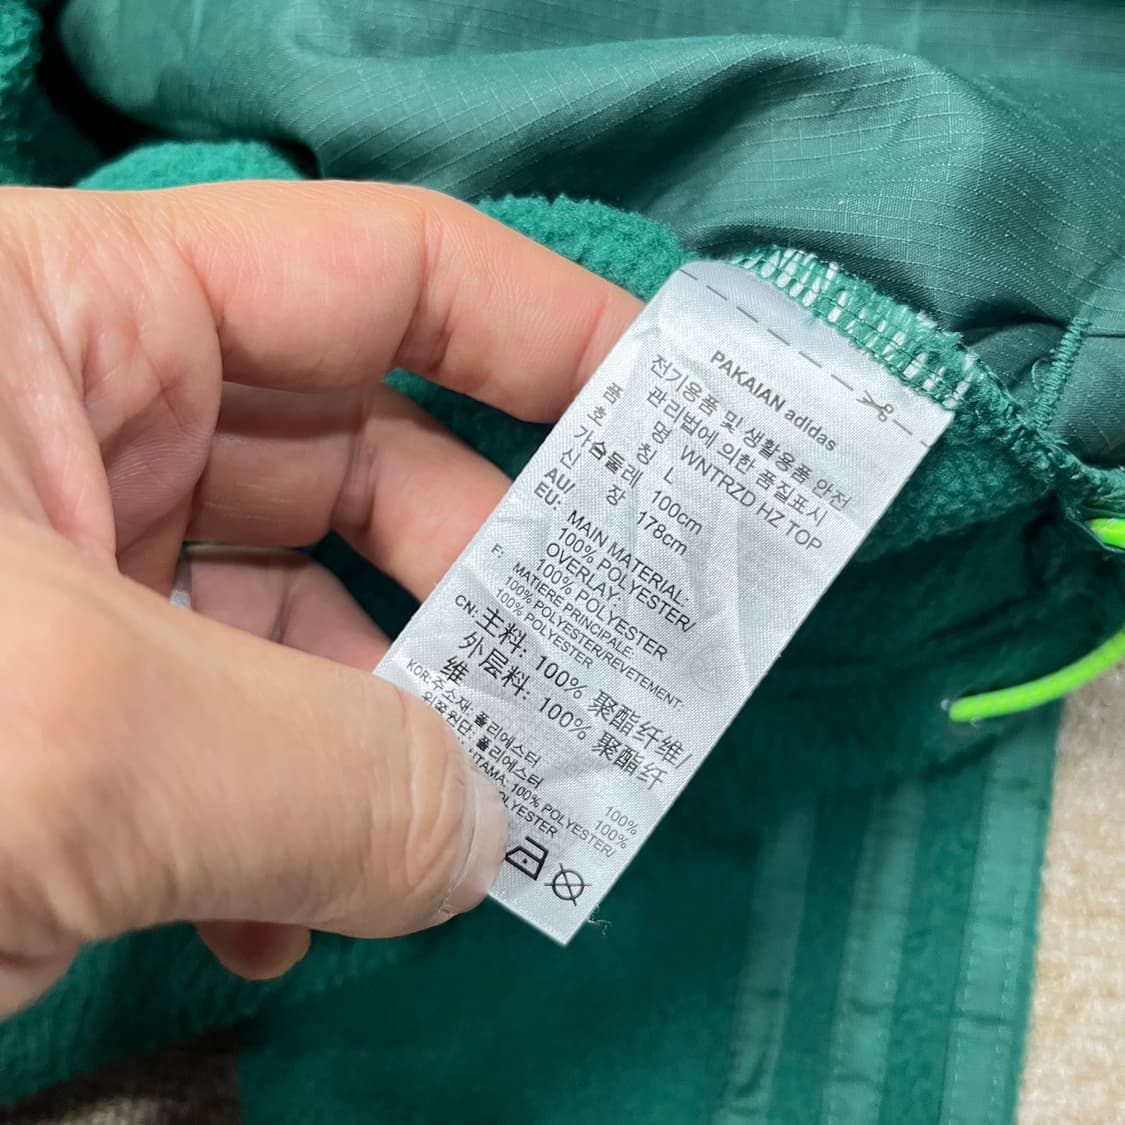 PAKAIAN adidas
전기용품 및 생활용품 안전
관리법에 의한 품질표시
품 명 WNTRZD HZ TOP
호 칭 L
가슴둘레 100cm
신 장 178cm
AU/
EU: MAIN MATERIAL.
100% POLYESTER/
OVERLAY:
100% POLYESTER
F: MATIERE PRINCIPALE.
100% POLYESTER/REVETEMENT-
100% POLYESTER
CN: 主料: 100% 聚酯纤维/
外层料: 100% 聚酯纤
维
KOR: 주소재: 폴리에스터 100%
외쪽원단: 폴리에스터 100%
UTAMA: 100% POLYESTER/
POLYESTER